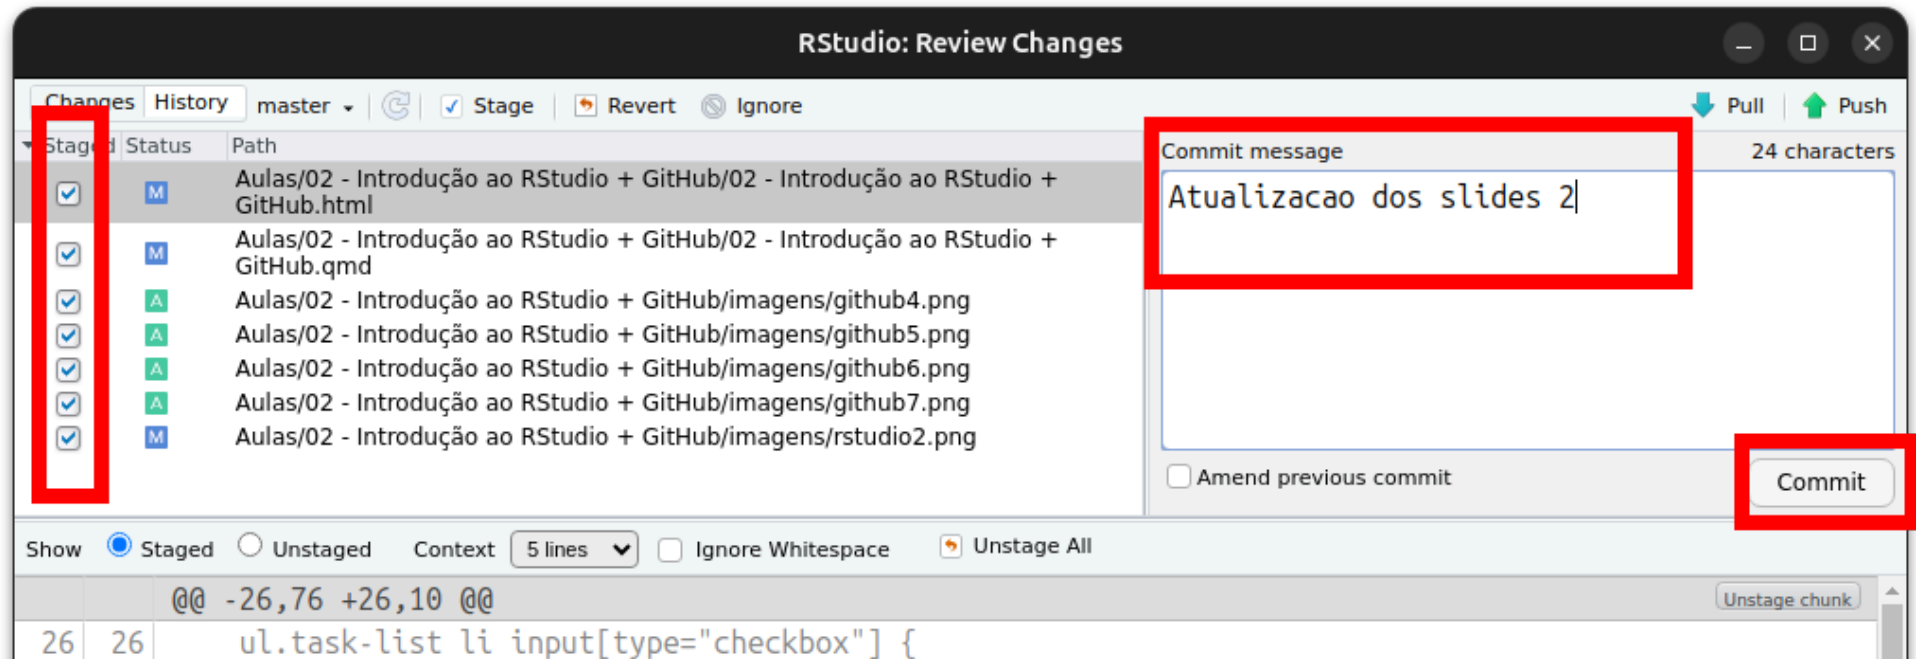 RStudio: Review Changes
Changes History master Stage Revert Ignore Pull Push
Staged Status Path
Aulas/02 - Introdução ao RStudio + GitHub/02 - Introdução ao RStudio +
GitHub.html
M
Aulas/02 - Introdução ao RStudio + GitHub/02 - Introdução ao RStudio +
GitHub.qmd
M
A Aulas/02 - Introdução ao RStudio + GitHub/imagens/github4.png
A Aulas/02 - Introdução ao RStudio + GitHub/imagens/github5.png
A Aulas/02 - Introdução ao RStudio + GitHub/imagens/github6.png
A Aulas/02 - Introdução ao RStudio + GitHub/imagens/github7.png
M Aulas/02 - Introdução ao RStudio + GitHub/imagens/rstudio2.png
Commit message 24 characters
Atualizacao dos slides 2
Amend previous commit Commit
Show Staged Unstaged Context 5 lines Ignore Whitespace Unstage All
@@ -26,76 +26,10 @@ Unstage chunk
26 26 ul.task-list li input[type="checkbox"] {